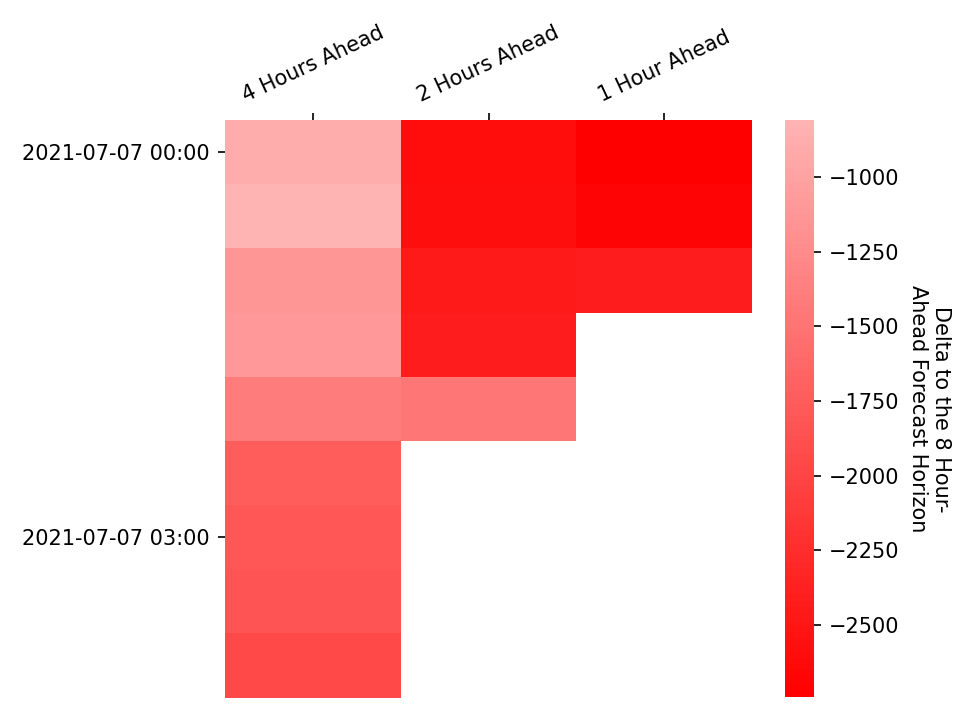 4 Hours Ahead
2 Hours Ahead
1 Hour Ahead
2021-07-07 00:00
2021-07-07 03:00
−1000
−1250
−1500
−1750
−2000
−2250
−2500
Delta to the 8 Hour-
Ahead Forecast Horizon